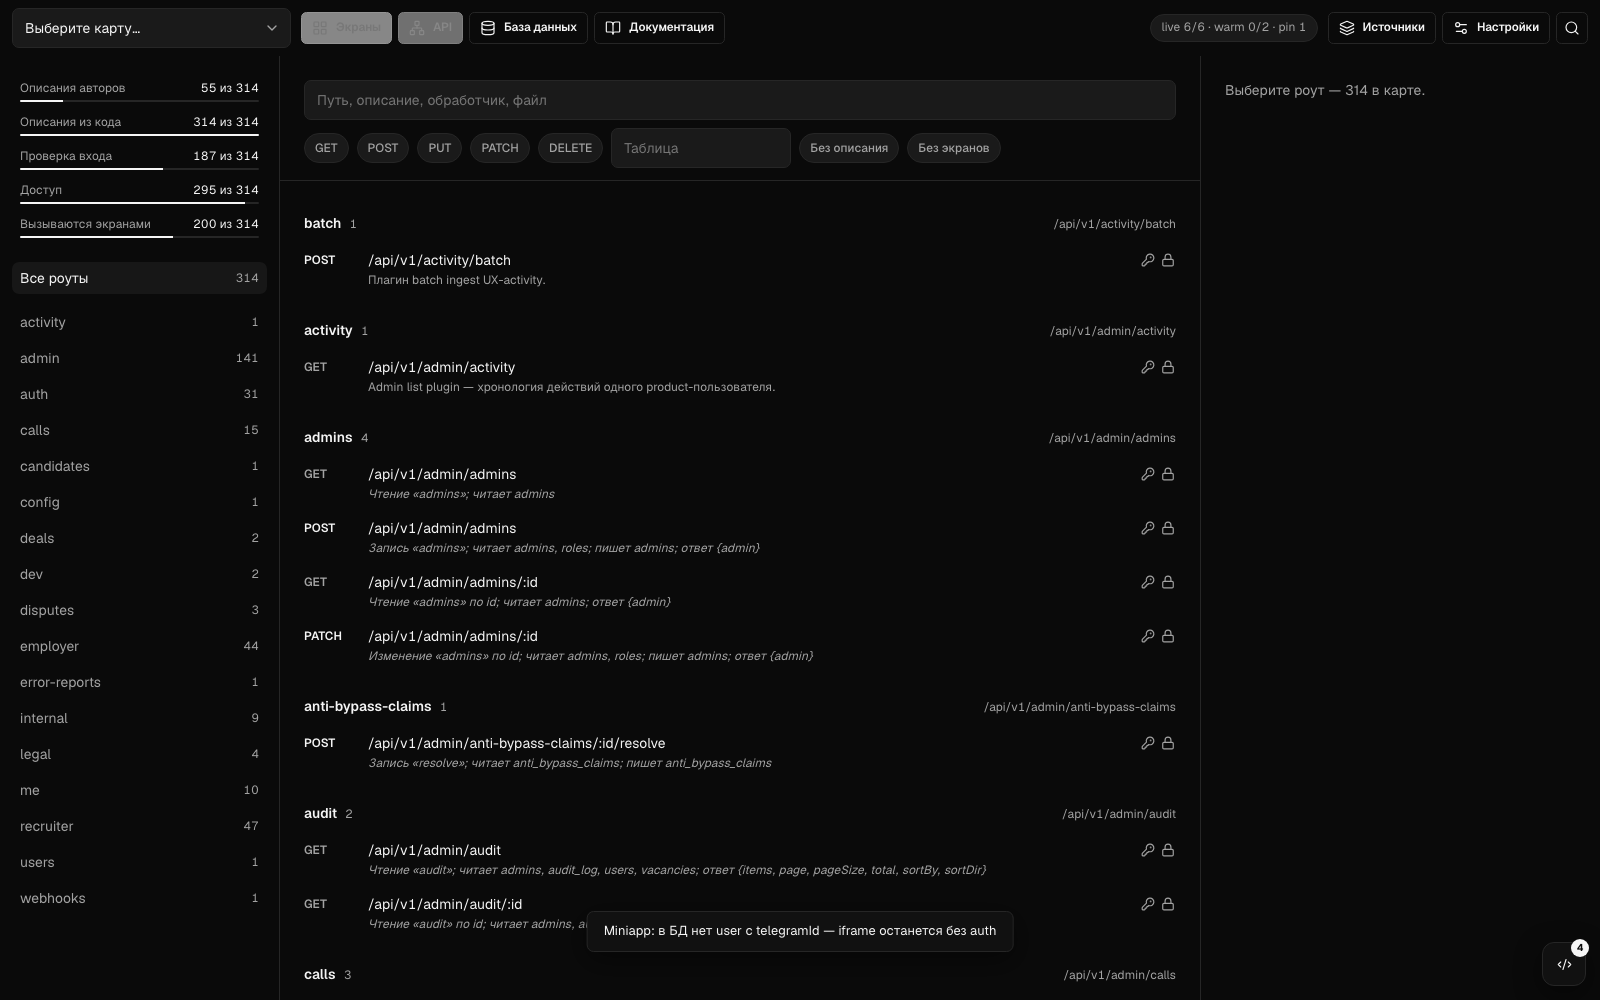 Выберите карту...
Экраны
API
База данных
Документация
live 6/6 · warm 0/2 · pin 1
Источники
Настройки
Описания авторов 55 из 314
Описания из кода 314 из 314
Проверка входа 187 из 314
Доступ 295 из 314
Вызываются экранами 200 из 314
Все роуты 314
activity 1
admin 141
auth 31
calls 15
candidates 1
config 1
deals 2
dev 2
disputes 3
employer 44
error-reports 1
internal 9
legal 4
me 10
recruiter 47
users 1
webhooks 1
Путь, описание, обработчик, файл
GET POST PUT PATCH DELETE Таблица Без описания Без экранов
batch 1 /api/v1/activity/batch
POST /api/v1/activity/batch
Плагин batch ingest UX-activity.
activity 1 /api/v1/admin/activity
GET /api/v1/admin/activity
Admin list plugin — хронология действий одного product-пользователя.
admins 4 /api/v1/admin/admins
GET /api/v1/admin/admins
Чтение «admins»; читает admins
POST /api/v1/admin/admins
Запись «admins»; читает admins, roles; пишет admins; ответ {admin}
GET /api/v1/admin/admins/:id
Чтение «admins» по id; читает admins; ответ {admin}
PATCH /api/v1/admin/admins/:id
Изменение «admins» по id; читает admins, roles; пишет admins; ответ {admin}
anti-bypass-claims 1 /api/v1/admin/anti-bypass-claims
POST /api/v1/admin/anti-bypass-claims/:id/resolve
Запись «resolve»; читает anti_bypass_claims; пишет anti_bypass_claims
audit 2 /api/v1/admin/audit
GET /api/v1/admin/audit
Чтение «audit»; читает admins, audit_log, users, vacancies; ответ {items, page, pageSize, total, sortBy, sortDir}
GET /api/v1/admin/audit/:id
Чтение «audit» по id; читает admins,
Miniapp: в БД нет user с telegramId — iframe останется без auth
calls 3 /api/v1/admin/calls
Выберите роут — 314 в карте.
4